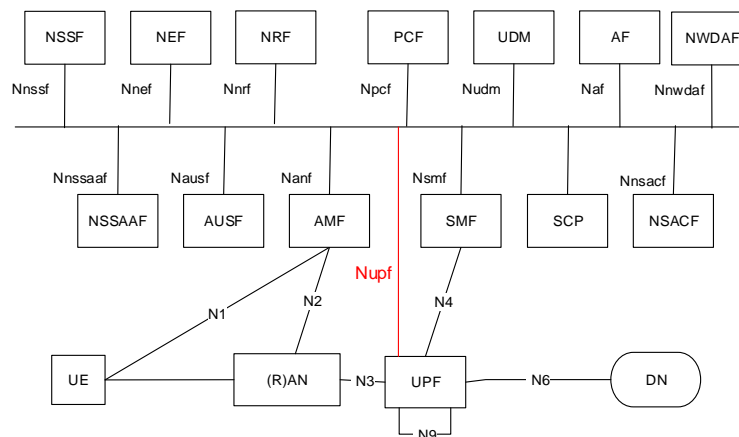 NSSF
NEF
NRF
PCF
UDM
AF
NWDAF
Nnssf
Nnef
Nnrf
Npcf
Nudm
Naf
Nnwdaf
Nnssaaf
Nausf
Nanf
Nsmf
Nnsacf
NSSAAF
AUSF
AMF
SMF
SCP
NSACF
Nupf
N1
N2
N4
UE
(R)AN
N3
UPF
N6
DN
N9